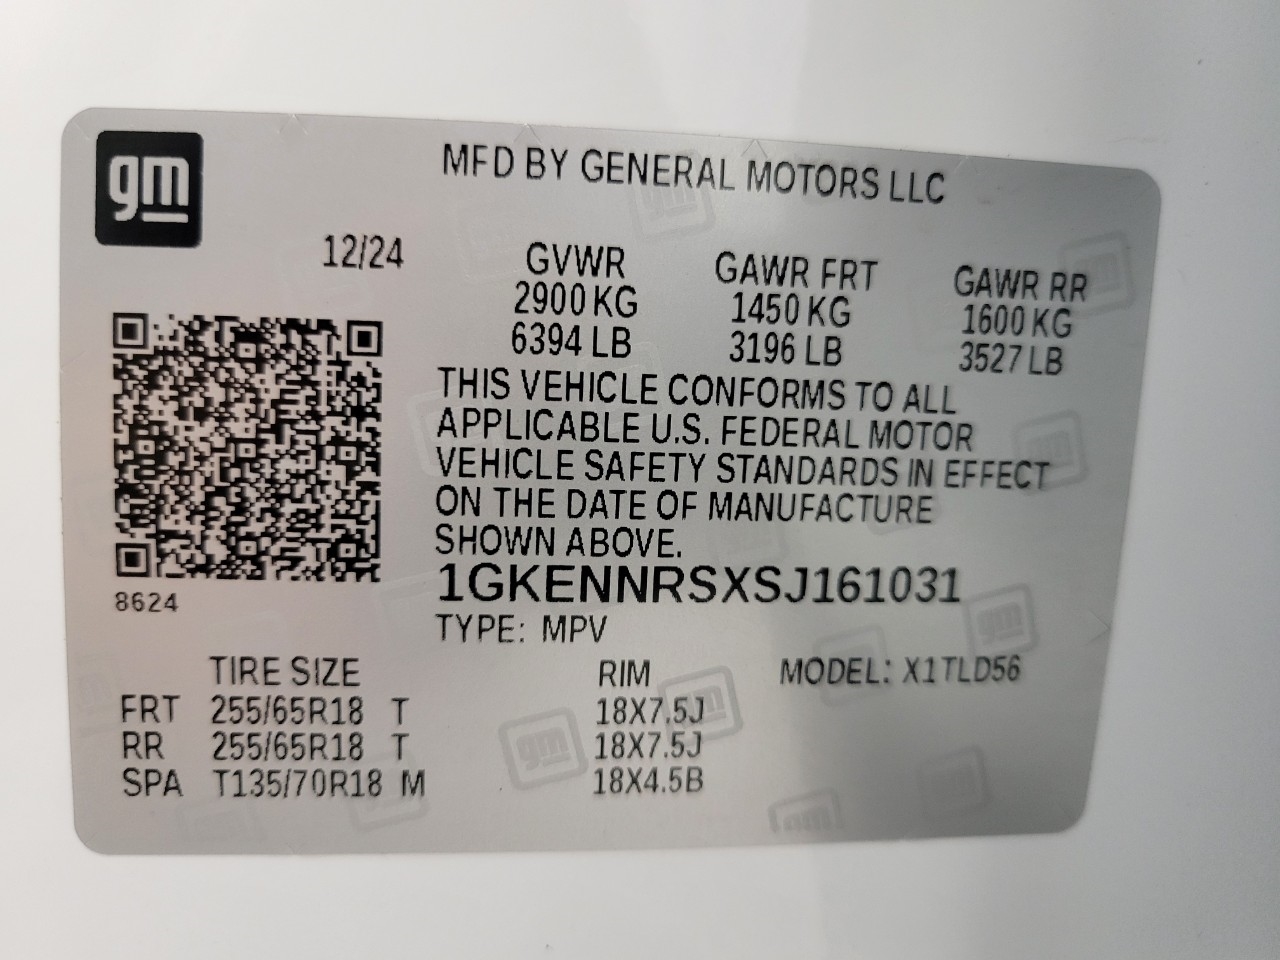 gm
MFD BY GENERAL MOTORS LLC
12/24
GVWR GAWR FRT GAWR RR
2900 KG 1450 KG 1600 KG
6394 LB 3196 LB 3527 LB
THIS VEHICLE CONFORMS TO ALL
APPLICABLE U.S. FEDERAL MOTOR
VEHICLE SAFETY STANDARDS IN EFFECT
ON THE DATE OF MANUFACTURE
SHOWN ABOVE.
8624
1GKENNRSXSJ161031
TYPE: MPV
TIRE SIZE RIM MODEL: X1TLD56
FRT 255/65R18 T 18X7.5J
RR 255/65R18 T 18X7.5J
SPA T135/70R18 M 18X4.5B